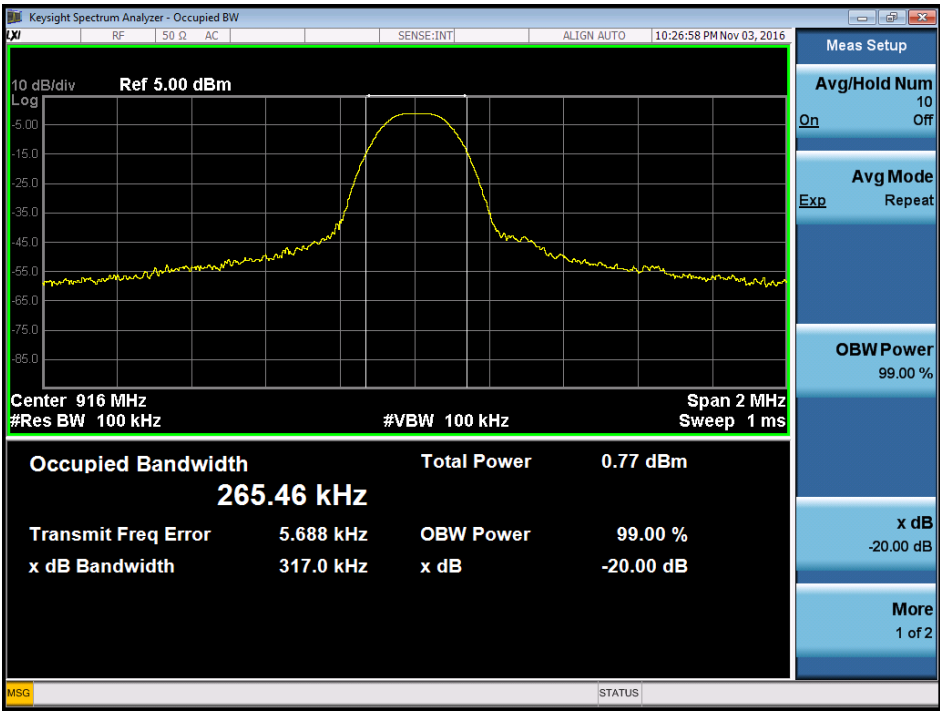 Keysight Spectrum Analyzer - Occupied BW
LXI RF 50 Ω AC SENSE:INT ALIGN AUTO 10:26:58 PM Nov 03, 2016
10 dB/div Ref 5.00 dBm
Log
-5.00
-15.0
-25.0
-35.0
-45.0
-55.0
-65.0
-75.0
-85.0
Center 916 MHz Span 2 MHz
#Res BW 100 kHz #VBW 100 kHz Sweep 1 ms
Occupied Bandwidth Total Power 0.77 dBm
265.46 kHz
Transmit Freq Error 5.688 kHz OBW Power 99.00 %
x dB Bandwidth 317.0 kHz x dB -20.00 dB
Meas Setup
Avg/Hold Num
10
On Off
Avg Mode
Exp Repeat
OBW Power
99.00 %
x dB
-20.00 dB
More
1 of 2
MSG STATUS